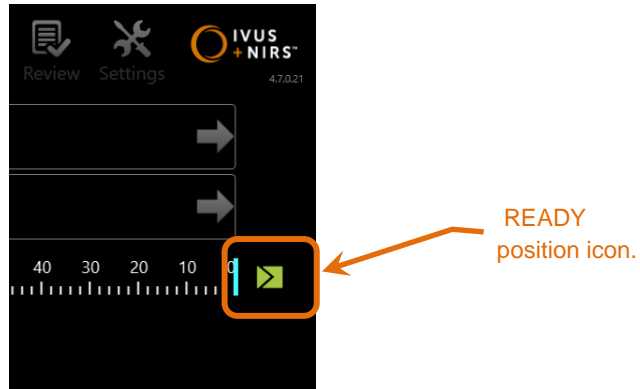 IVUS
+NIRS™
Review Settings
4.7.0.21
40 30 20 10 0
READY
position icon.